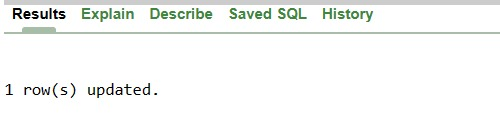 Results Explain Describe Saved SQL History
1 row(s) updated.